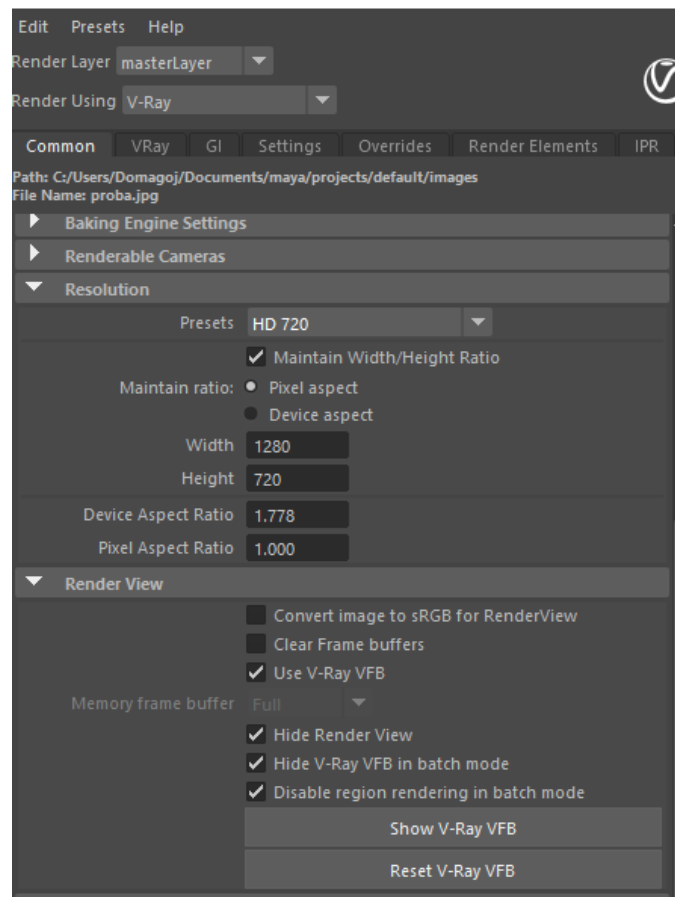 Edit Presets Help
Render Layer masterLayer
Render Using V-Ray
Common VRay GI Settings Overrides Render Elements IPR
Path: C:/Users/Domagoj/Documents/maya/projects/default/images
File Name: proba.jpg
Baking Engine Settings
Renderable Cameras
Resolution
Presets HD 720
Maintain Width/Height Ratio
Maintain ratio: Pixel aspect
Device aspect
Width 1280
Height 720
Device Aspect Ratio 1.778
Pixel Aspect Ratio 1.000
Render View
Convert image to sRGB for RenderView
Clear Frame buffers
Use V-Ray VFB
Memory frame buffer Full
Hide Render View
Hide V-Ray VFB in batch mode
Disable region rendering in batch mode
Show V-Ray VFB
Reset V-Ray VFB